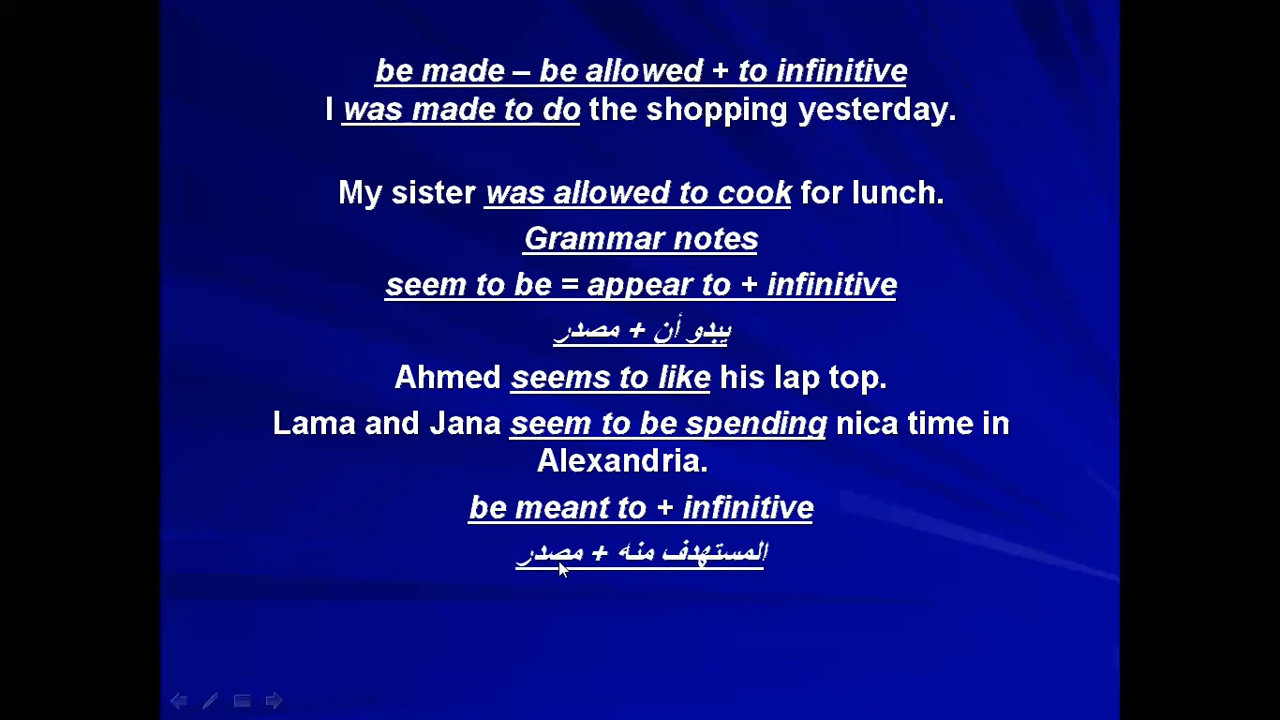 be made – be allowed + to infinitive
I was made to do the shopping yesterday.
My sister was allowed to cook for lunch.
Grammar notes
seem to be = appear to + infinitive
يبدو أن + مصدر
Ahmed seems to like his lap top.
Lama and Jana seem to be spending nica time in
Alexandria.
be meant to + infinitive
المستهدف منه + مصدر